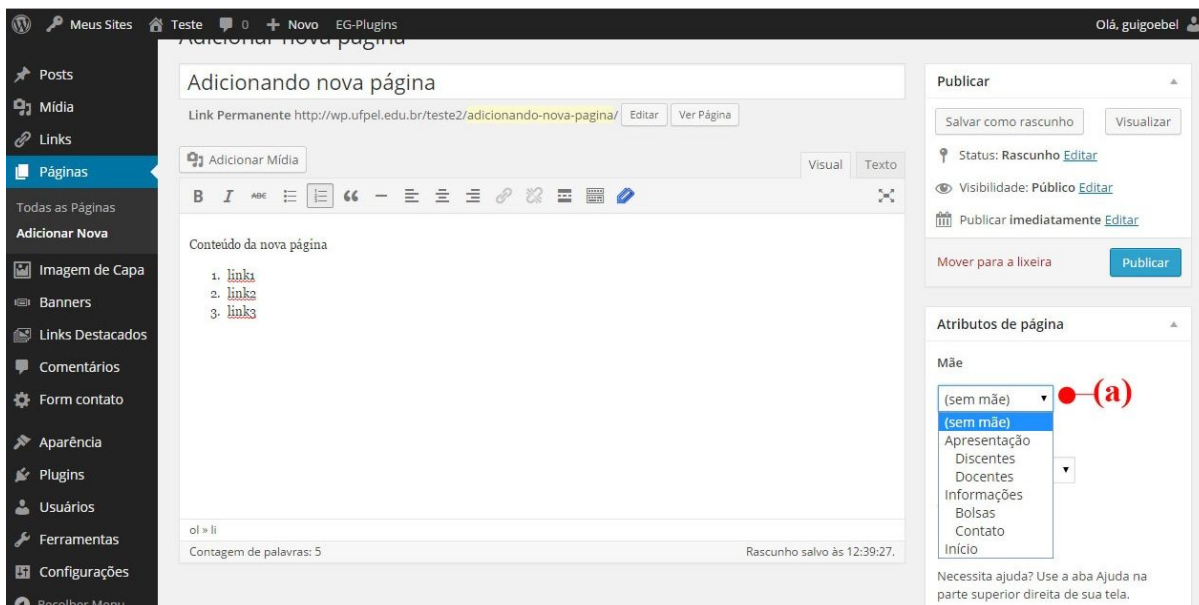 Meus Sites Teste 0 + Novo EG-Plugins Olá, guigoebel
Adicionar nova página
Posts
Mídia
Links
Páginas
Todas as Páginas
Adicionar Nova
Imagem de Capa
Banners
Links Destacados
Comentários
Form contato
Aparência
Plugins
Usuários
Ferramentas
Configurações
Recolher Menu
Adicionando nova página
Link Permanente http://wp.ufpel.edu.br/teste2/adicionando-nova-pagina/ Editar Ver Página
Adicionar Mídia
Visual Texto
B I ABC
Conteúdo da nova página
1. link1
2. link2
3. link3
ol » li
Contagem de palavras: 5 Rascunho salvo às 12:39:27.
Publicar
Salvar como rascunho Visualizar
Status: Rascunho Editar
Visibilidade: Público Editar
Publicar imediatamente Editar
Mover para a lixeira Publicar
Atributos de página
Mãe
(sem mãe) (a)
(sem mãe)
Apresentação
Discentes
Docentes
Informações
Bolsas
Contato
Início
Necessita ajuda? Use a aba Ajuda na
parte superior direita de sua tela.